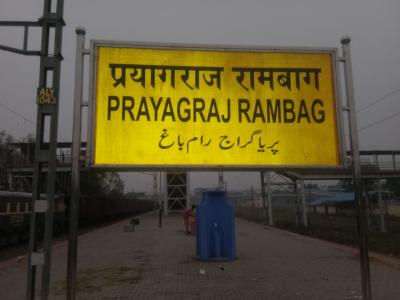 प्रयागराज रामबाग
PRAYAGRAJ RAMBAG
پریاگراج رام باغ
ALY
1043